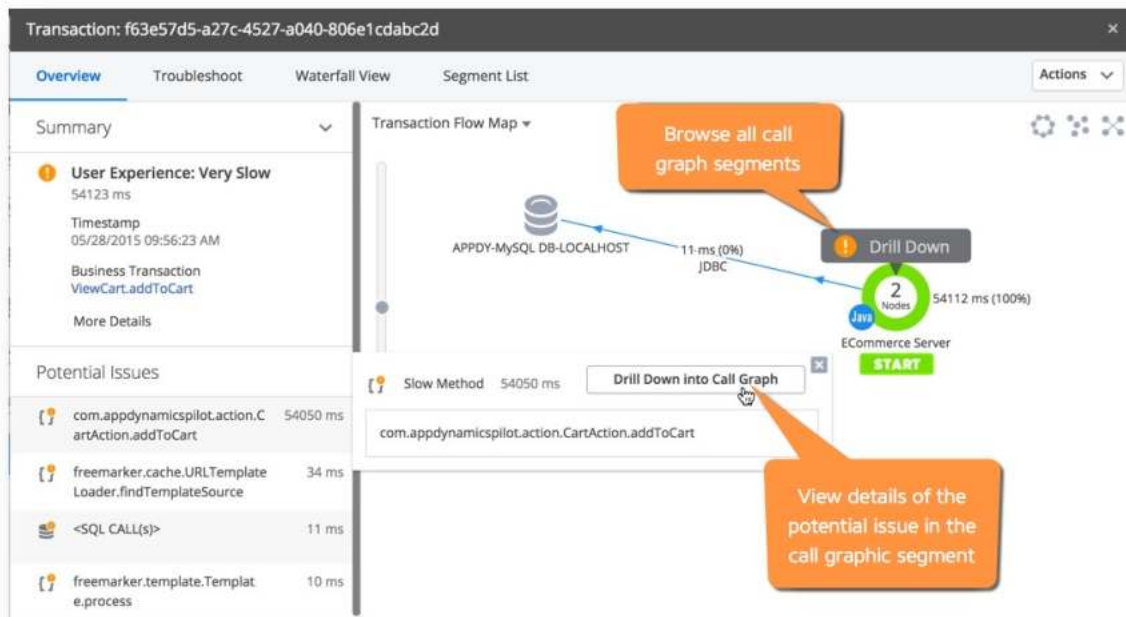 Transaction: f63e57d5-a27c-4527-a040-806e1cdabc2d
Overview
Troubleshoot
Waterfall View
Segment List
Actions
Summary
User Experience: Very Slow
54123 ms
Timestamp
05/28/2015 09:56:23 AM
Business Transaction
ViewCart.addToCart
More Details
Potential Issues
com.appdynamicspilot.action.C
artAction.addToCart
54050 ms
freemarker.cache.URLTemplate
Loader.findTemplateSource
34 ms
<SQL CALL(s)>
11 ms
freemarker.template.Templat
e.process
10 ms
Transaction Flow Map
Browse all call
graph segments
APPDY-MySQL DB-LOCALHOST
11 ms (0%)
JDBC
Drill Down
2
Nodes
54112 ms (100%)
Java
ECommerce Server
START
Slow Method 54050 ms
Drill Down into Call Graph
com.appdynamicspilot.action.CartAction.addToCart
View details of the
potential issue in the
call graphic segment